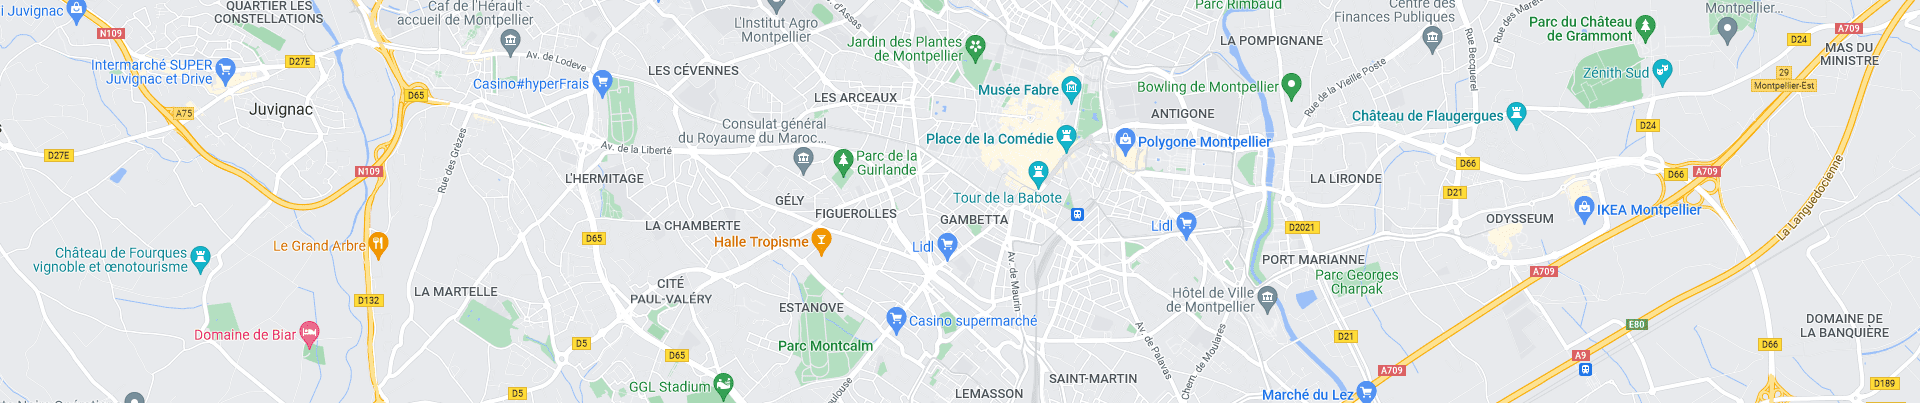 i Juvignac
QUARTIER LES
CONSTELLATIONS
Caf de l'Hérault -
accueil de Montpellier
L'Institut Agro
Montpellier
d'Assas
Parc Rimbaud
Centre des
Finances Publiques
Rue des Marels
Parc du Château
de Grammont
Montpellier...
A709
D24
MAS DU
MINISTRE
N109
D27E
Av. de Lodeve
Jardin des Plantes
de Montpellier
LA POMPIGNANE
Rue Becquerel
Intermarché SUPER
Juvignac et Drive
LES CÉVENNES
Casino#hyperFrais
Musée Fabre
Bowling de Montpellier
Rue de la Vieille Poste
Zénith Sud
29
Montpellier-Est
D65
A75
Juvignac
LES ARCEAUX
ANTIGONE
Château de Flaugergues
D24
Consulat général
du Royaume du Maroc...
Place de la Comédie
Polygone Montpellier
D27E
Rue des Grèzes
Av. de la Liberté
Parc de la
Guirlande
D66
D66
A709
N109
L'HERMITAGE
LA LIRONDE
D21
GÉLY
FIGUEROLLES
Tour de la Babote
GAMBETTA
ODYSSEUM
IKEA Montpellier
La Languedocienne
LA CHAMBERTE
Lidl
D2021
Château de Fourques
vignoble et œnotourisme
Le Grand Arbre
D65
Halle Tropisme
Lidl
PORT MARIANNE
Parc Georges
Charpak
A709
Av. de Maurin
LA MARTELLE
D132
CITÉ
PAUL-VALÉRY
ESTANOVE
Hôtel de Ville
de Montpellier
Casino supermarché
Domaine de Biar
Parc Montcalm
D5
D65
Av. de Palavas
Chem. de Moulares
D21
E80
A9
D66
DOMAINE DE
LA BANQUIÈRE
GGL Stadium
D5
LEMASSON
SAINT-MARTIN
Marché du Lez
A709
D189